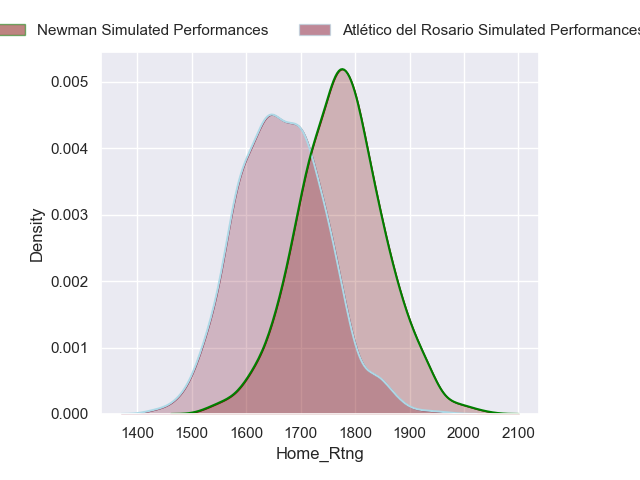 Newman Simulated Performances
Atlético del Rosario Simulated Performances
0.005
0.004
0.003
0.002
0.001
0.000
Density
1400 1500 1600 1700 1800 1900 2000 2100
Home_Rtng